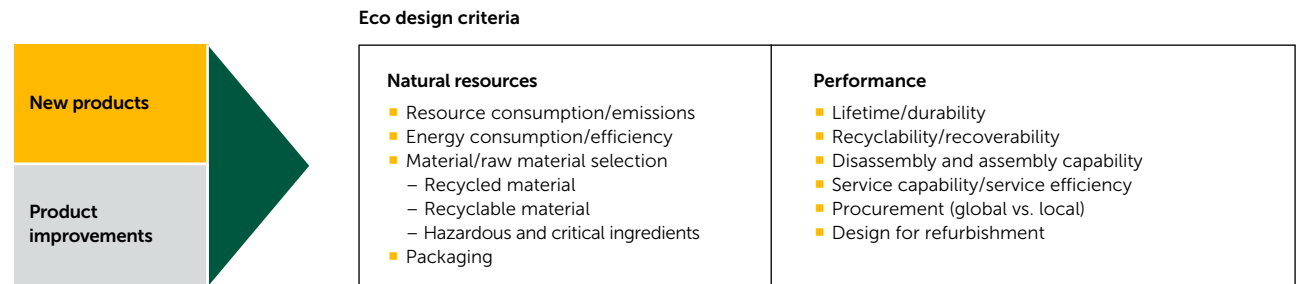 Eco design criteria
New products
Product
improvements
Natural resources
▪ Resource consumption/emissions
▪ Energy consumption/efficiency
▪ Material/raw material selection
– Recycled material
– Recyclable material
– Hazardous and critical ingredients
▪ Packaging
Performance
▪ Lifetime/durability
▪ Recyclability/recoverability
▪ Disassembly and assembly capability
▪ Service capability/service efficiency
▪ Procurement (global vs. local)
▪ Design for refurbishment